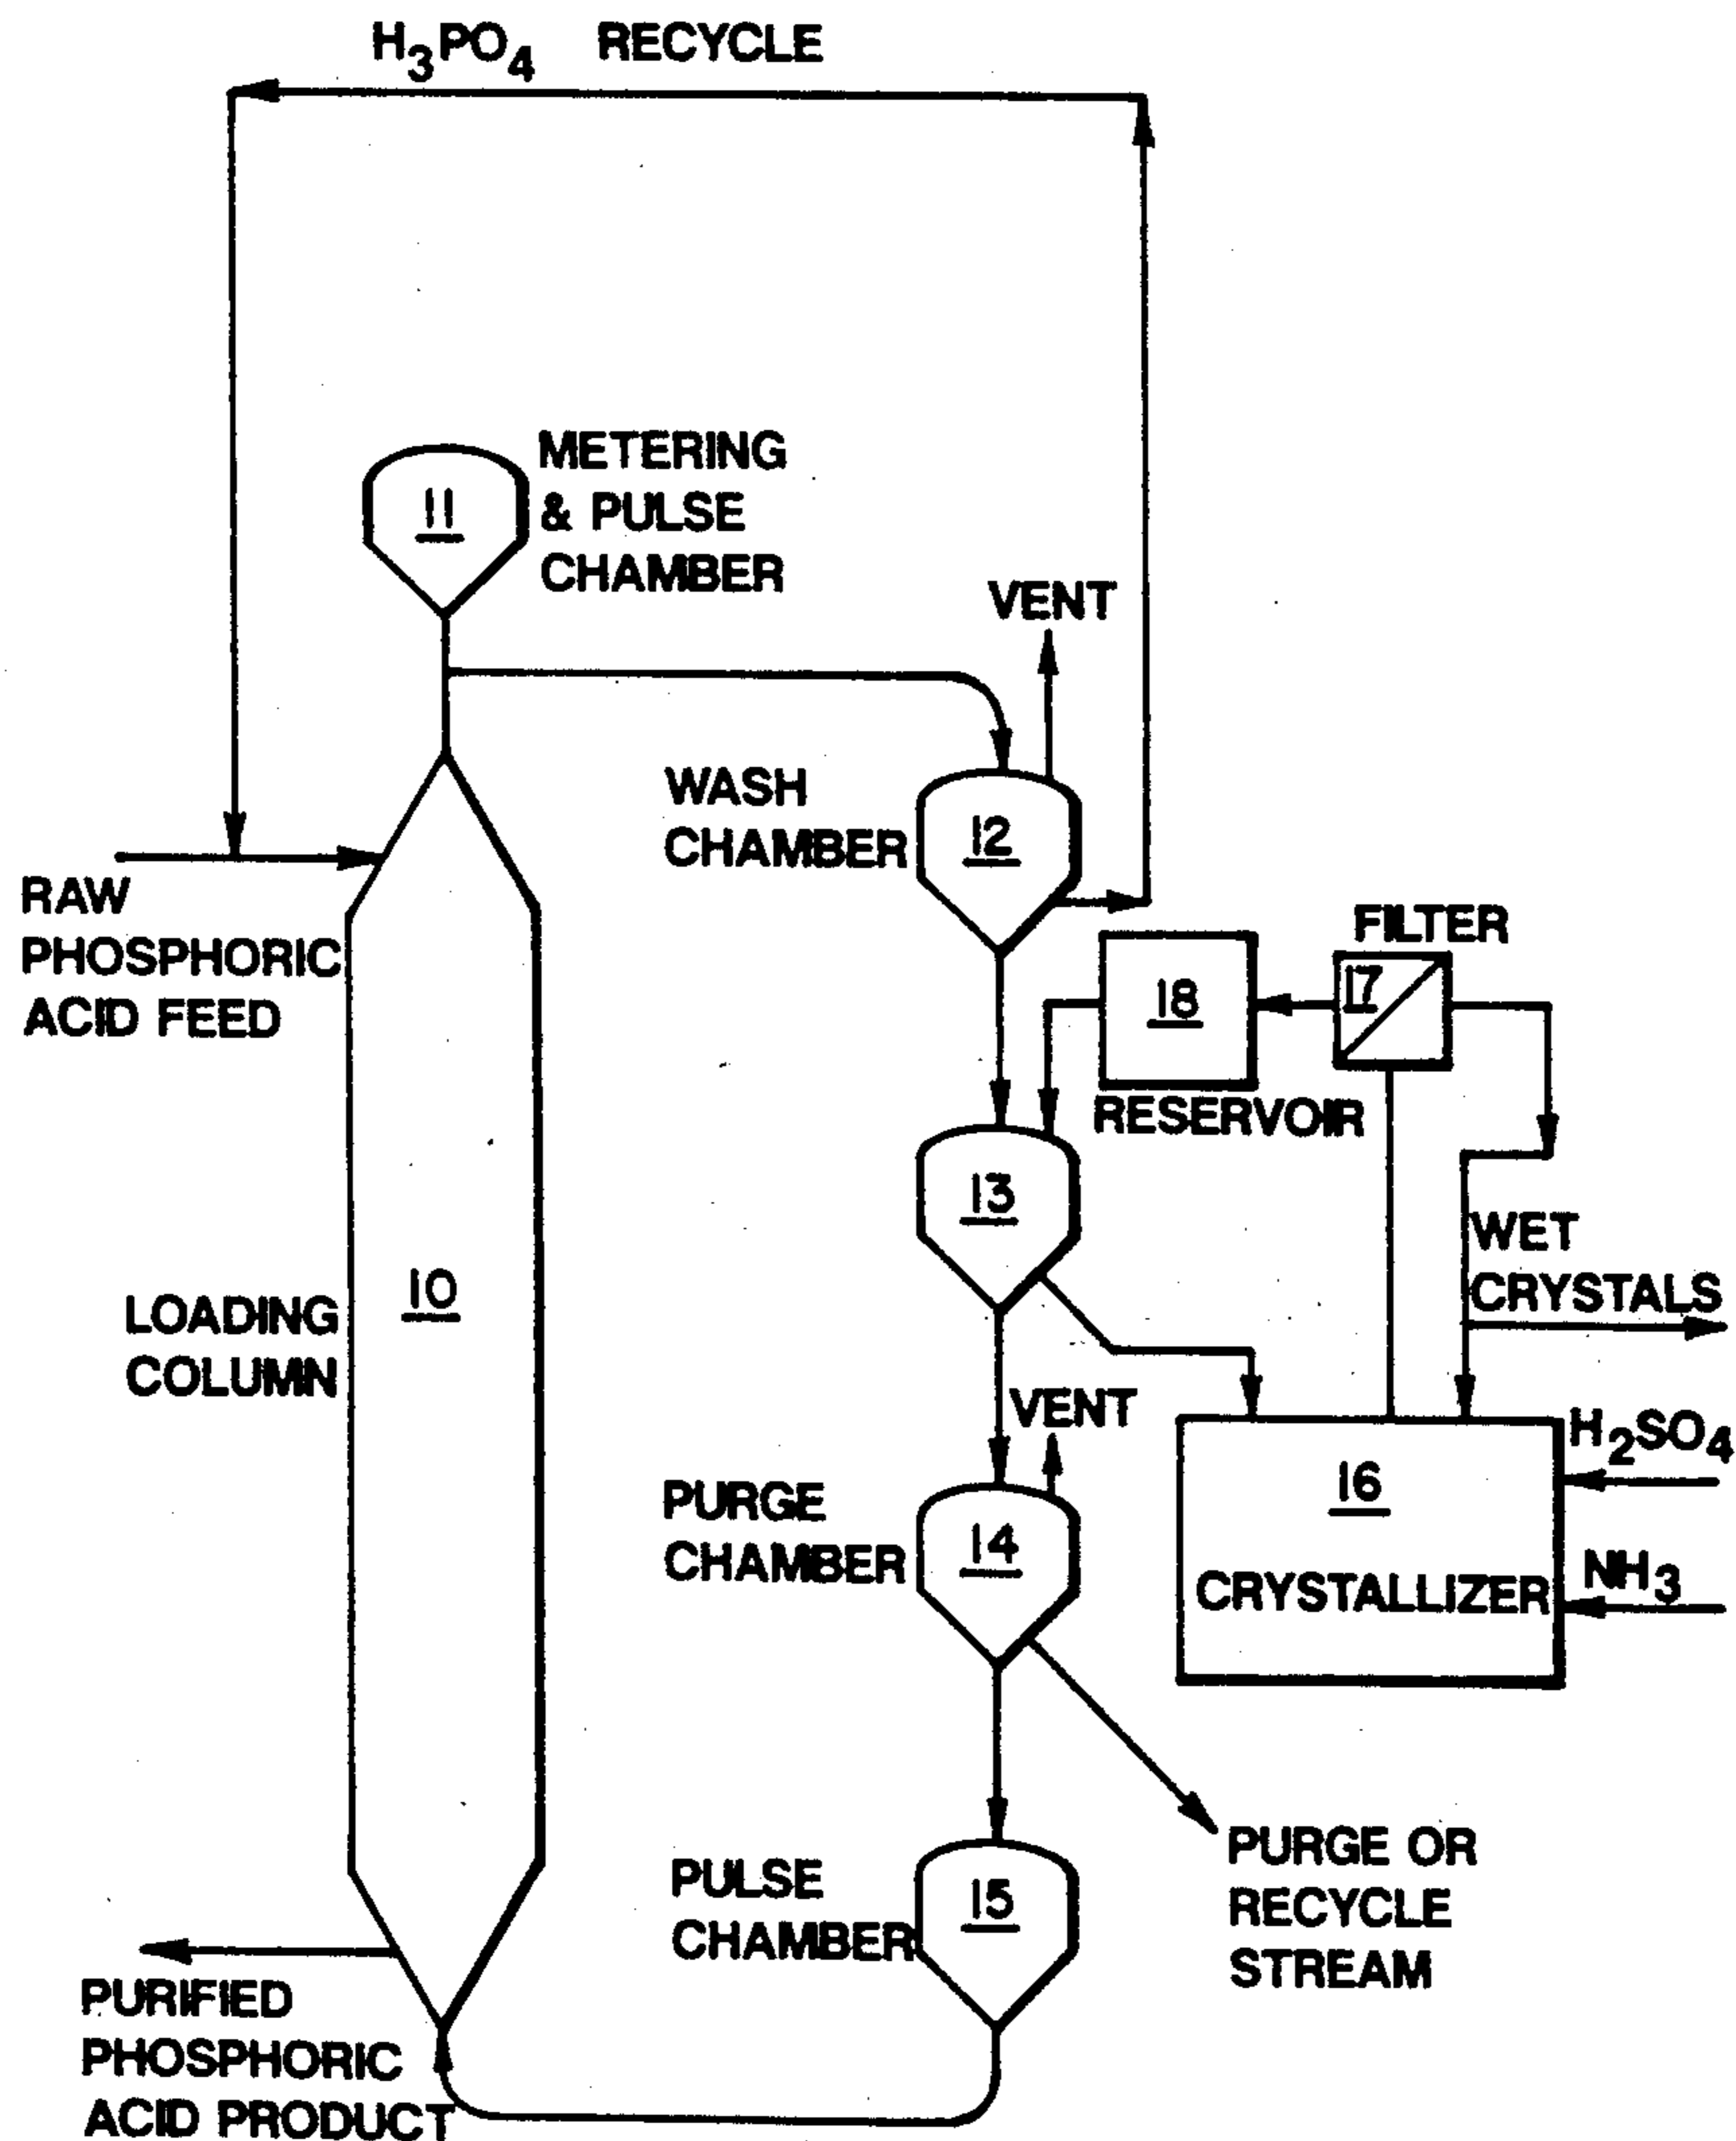 H3PO4 RECYCLE
METERING
& PULSE
CHAMBER
11
VENT
WASH
CHAMBER
12
RAW
PHOSPHORIC
ACID FEED
FILTER
17
18
RESERVOIR
13
WET
CRYSTALS
LOADING
COLUMN
10
VENT
H2SO4
PURGE
CHAMBER
14
16
NH3
CRYSTALLIZER
PULSE
CHAMBER
15
PURGE OR
RECYCLE
STREAM
PURIFIED
PHOSPHORIC
ACID PRODUCT